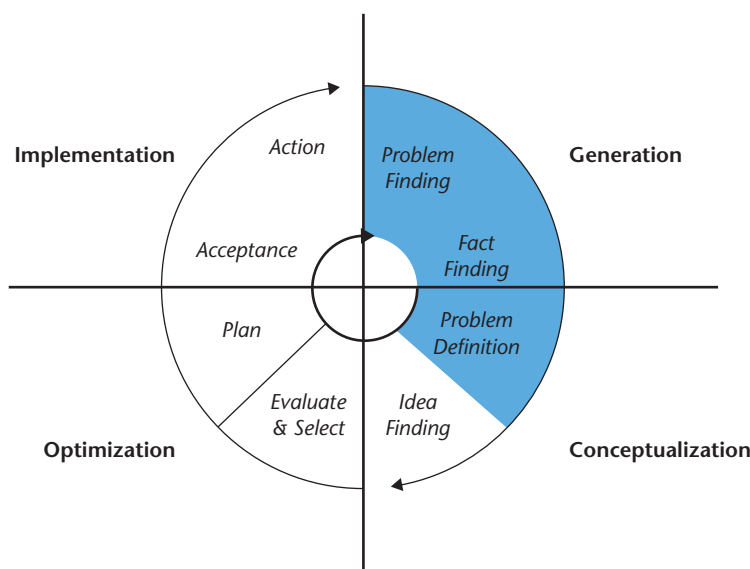 Implementation
Action
Problem
Finding
Generation
Acceptance
Fact
Finding
Plan
Problem
Definition
Evaluate
& Select
Idea
Finding
Optimization
Conceptualization